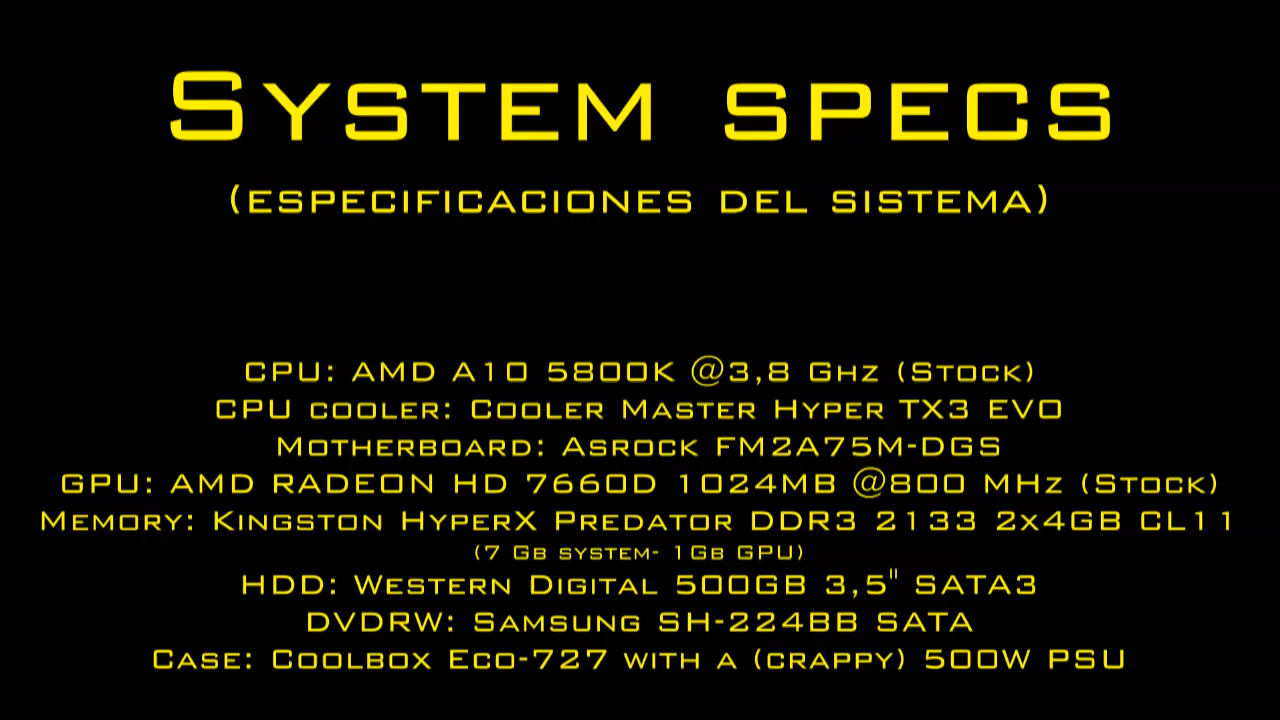 System specs
(especificaciones del sistema)
CPU: AMD A10 5800K @3,8 Ghz (Stock)
CPU cooler: Cooler Master Hyper TX3 EVO
Motherboard: Asrock FM2A75M-DGS
GPU: AMD RADEON HD 7660D 1024MB @800 MHz (Stock)
Memory: Kingston HyperX Predator DDR3 2133 2x4GB CL11
(7 Gb system- 1Gb GPU)
HDD: Western Digital 500GB 3,5" SATA3
DVDRW: Samsung SH-224BB SATA
Case: Coolbox Eco-727 with a (crappy) 500W PSU